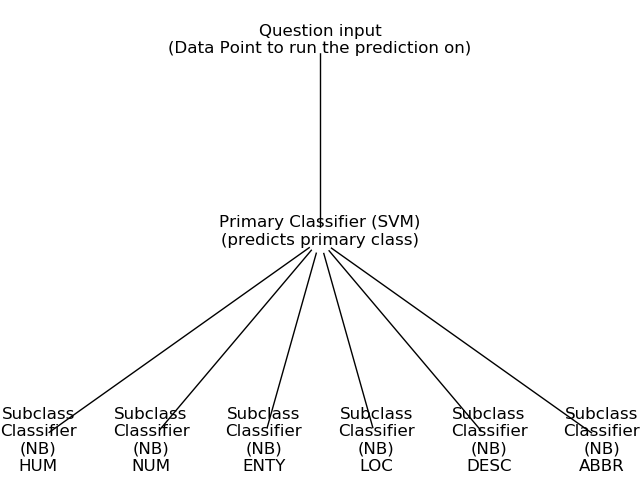 Question input
(Data Point to run the prediction on)
Primary Classifier (SVM)
(predicts primary class)
Subclass
Classifier
(NB)
HUM
Subclass
Classifier
(NB)
NUM
Subclass
Classifier
(NB)
ENTY
Subclass
Classifier
(NB)
LOC
Subclass
Classifier
(NB)
DESC
Subclass
Classifier
(NB)
ABBR